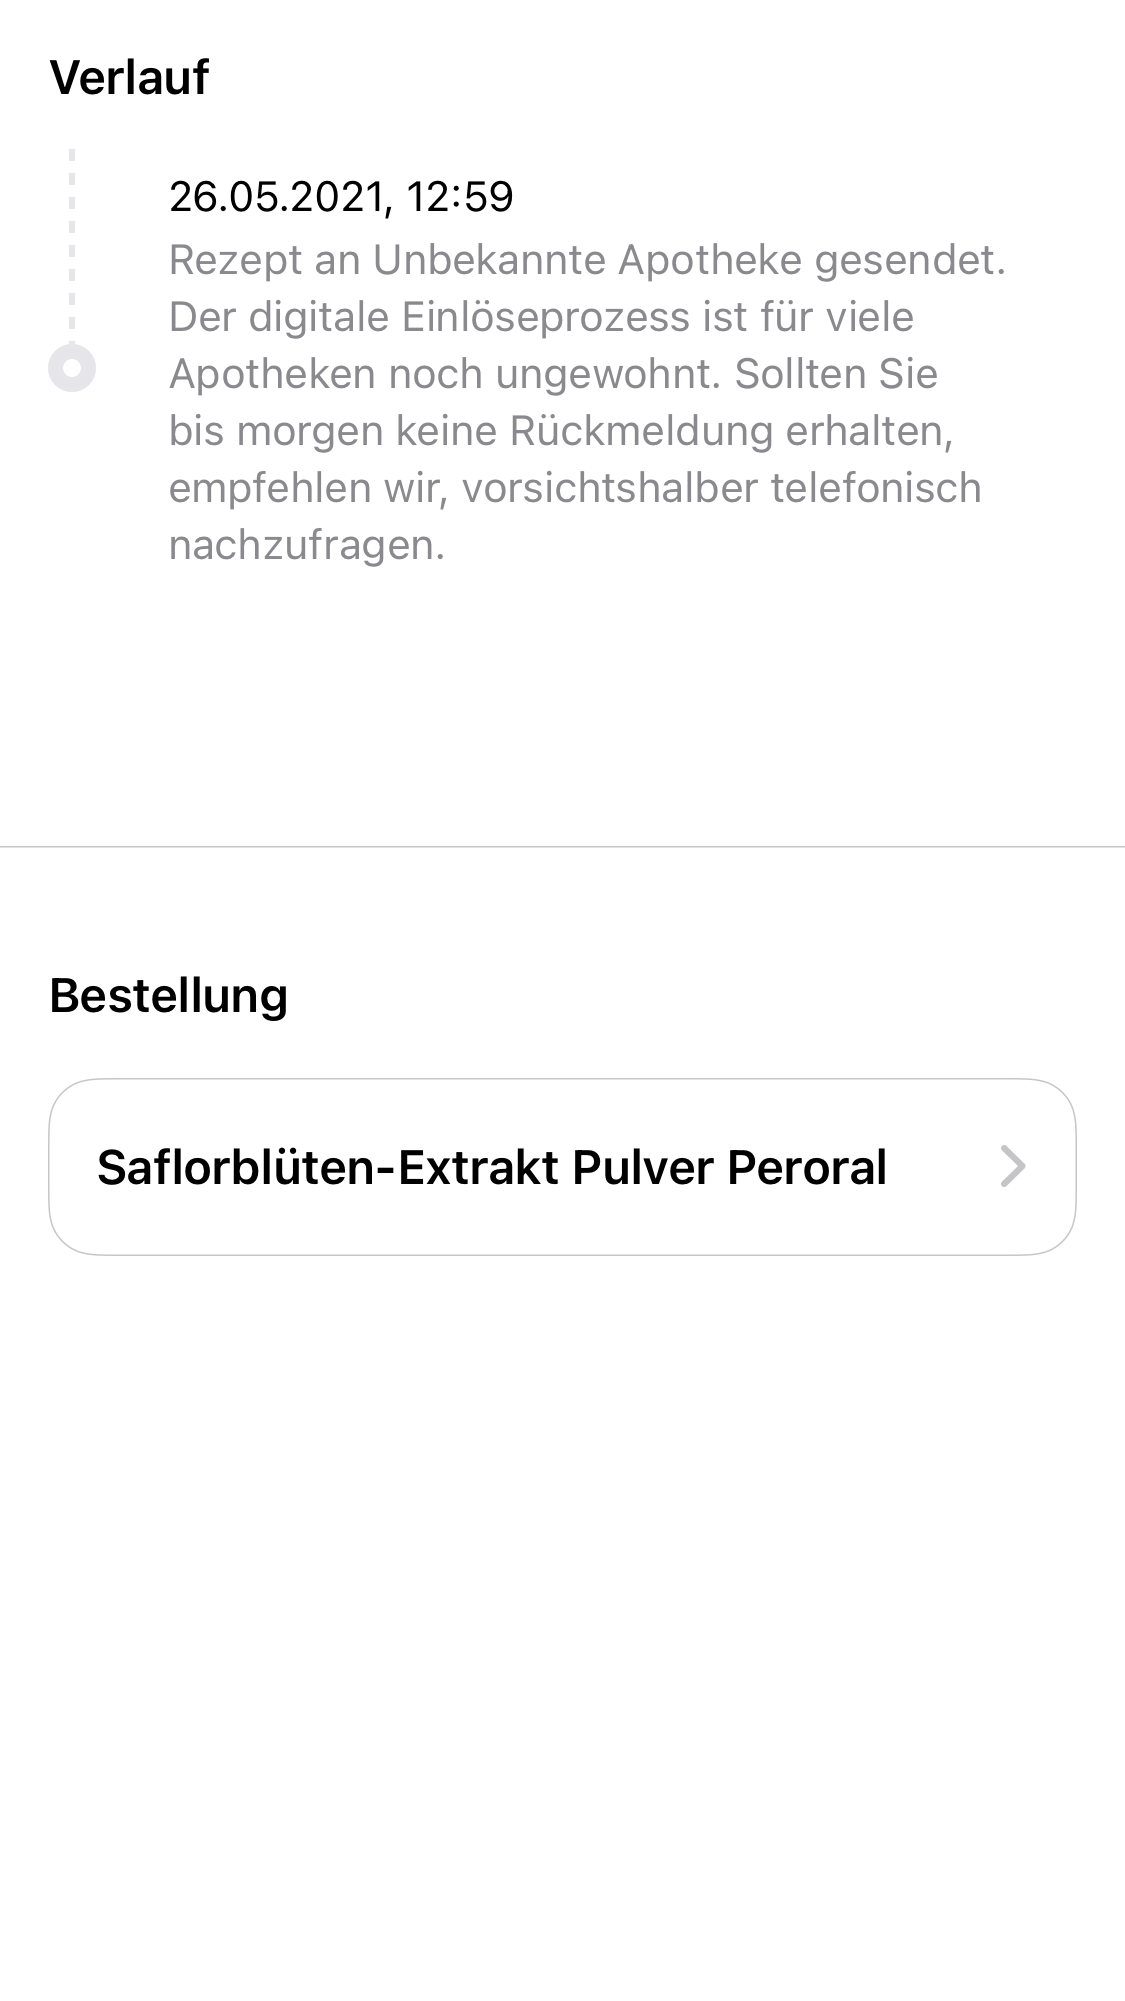 Verlauf
26.05.2021, 12:59
Rezept an Unbekannte Apotheke gesendet.
Der digitale Einlöseprozess ist für viele
Apotheken noch ungewohnt. Sollten Sie
bis morgen keine Rückmeldung erhalten,
empfehlen wir, vorsichtshalber telefonisch
nachzufragen.
Bestellung
Saflorblüten-Extrakt Pulver Peroral